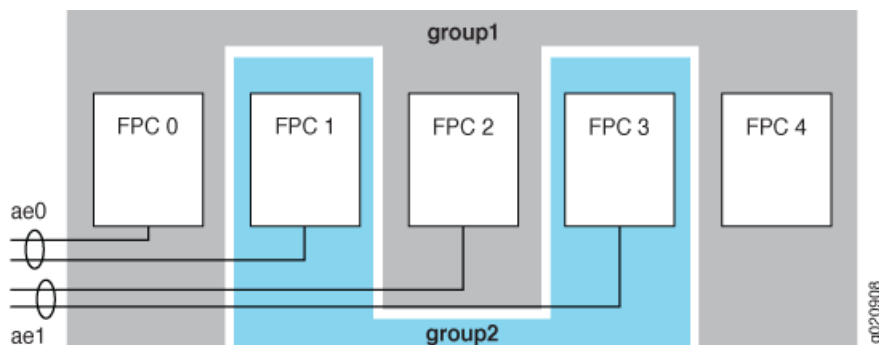 group1
FPC 0
FPC 1
FPC 2
FPC 3
FPC 4
ae0
ae1
group2
g020908